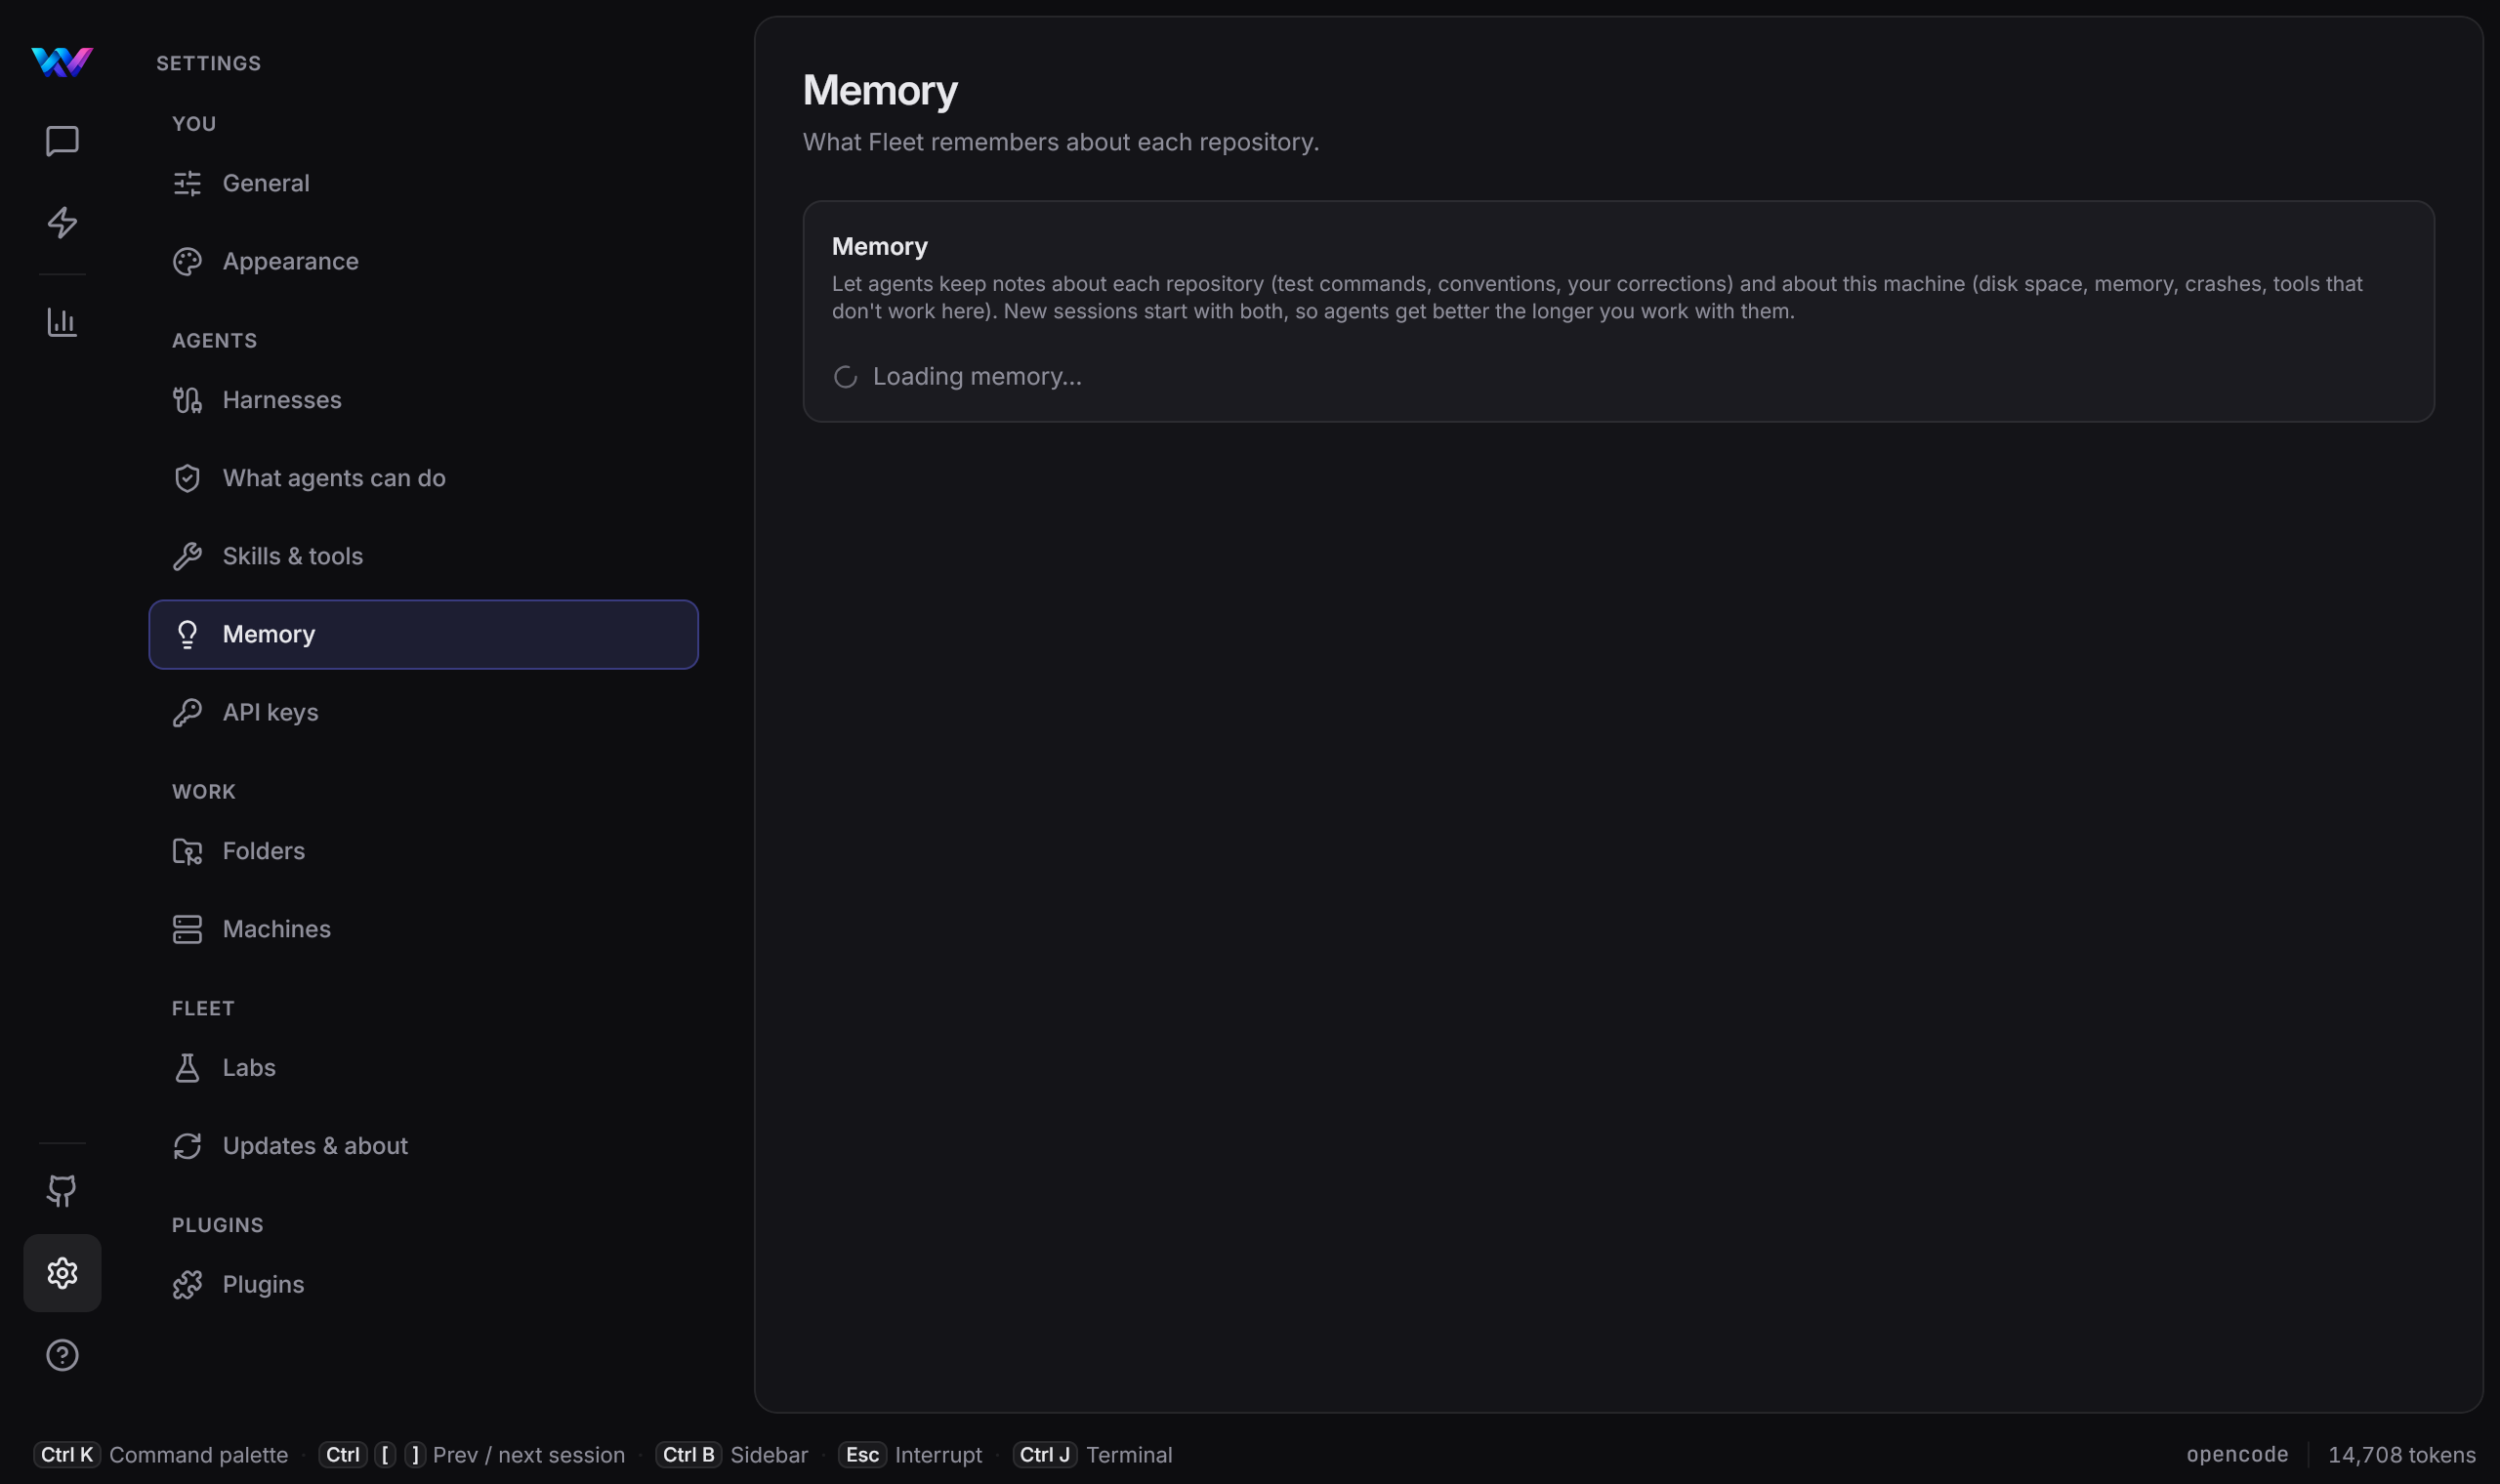 SETTINGS
YOU
General
Appearance
AGENTS
Harnesses
What agents can do
Skills & tools
Memory
API keys
WORK
Folders
Machines
FLEET
Labs
Updates & about
PLUGINS
Plugins
Memory
What Fleet remembers about each repository.
Memory
Let agents keep notes about each repository (test commands, conventions, your corrections) and about this machine (disk space, memory, crashes, tools that
don't work here). New sessions start with both, so agents get better the longer you work with them.
Loading memory...
Ctrl K Command palette · Ctrl [ ] Prev / next session · Ctrl B Sidebar · Esc Interrupt · Ctrl J Terminal
opencode 14,708 tokens